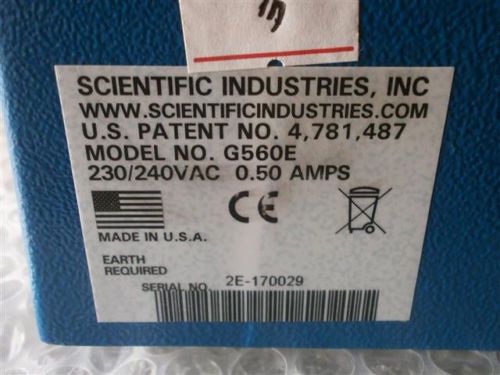 SCIENTIFIC INDUSTRIES, INC
WWW.SCIENTIFICINDUSTRIES.COM
U.S. PATENT NO. 4,781,487
MODEL NO. G560E
230/240VAC 0.50 AMPS
CE
MADE IN U.S.A.
EARTH
REQUIRED
SERIAL NO. 2E-170029